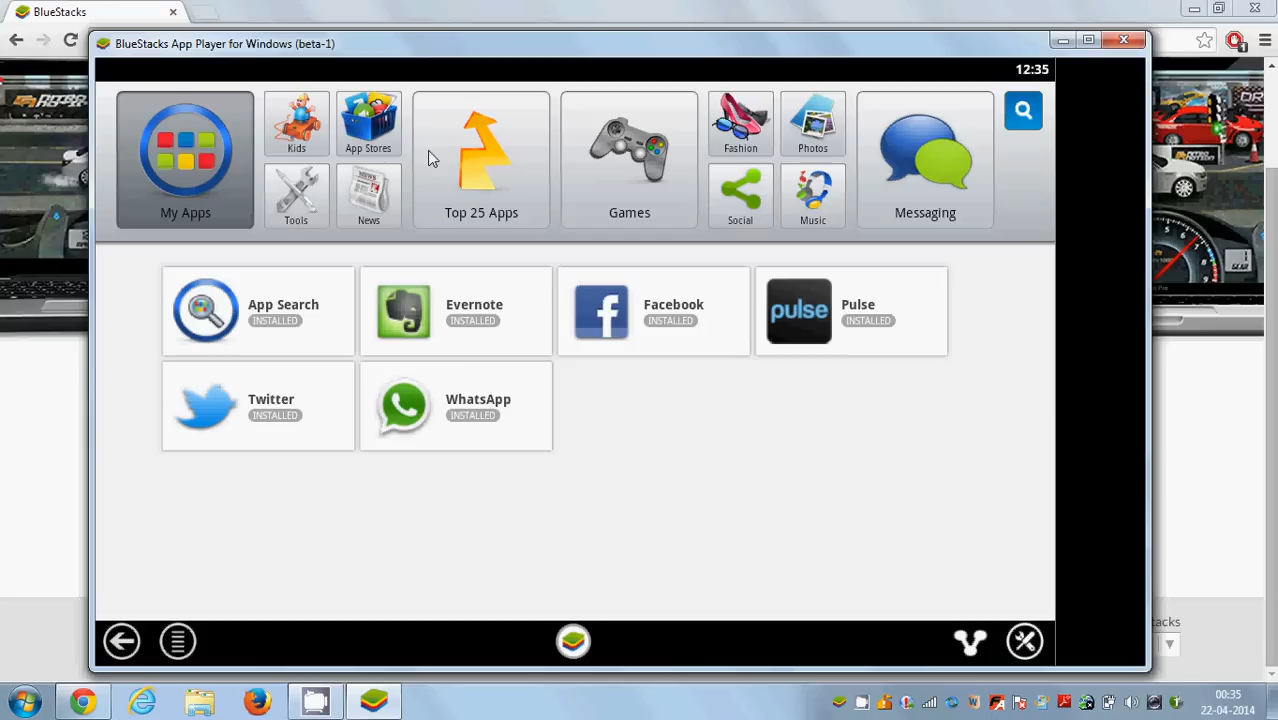 BlueStacks
BlueStacks App Player for Windows (beta-1)
12:35
Kids
App Stores
Fashion
Photos
My Apps
Tools
NEWS
News
Top 25 Apps
Games
Social
Music
Messaging
App Search
INSTALLED
Evernote
INSTALLED
Facebook
INSTALLED
pulse
Pulse
INSTALLED
Twitter
INSTALLED
WhatsApp
INSTALLED
tacks
00:35
22-04-2014